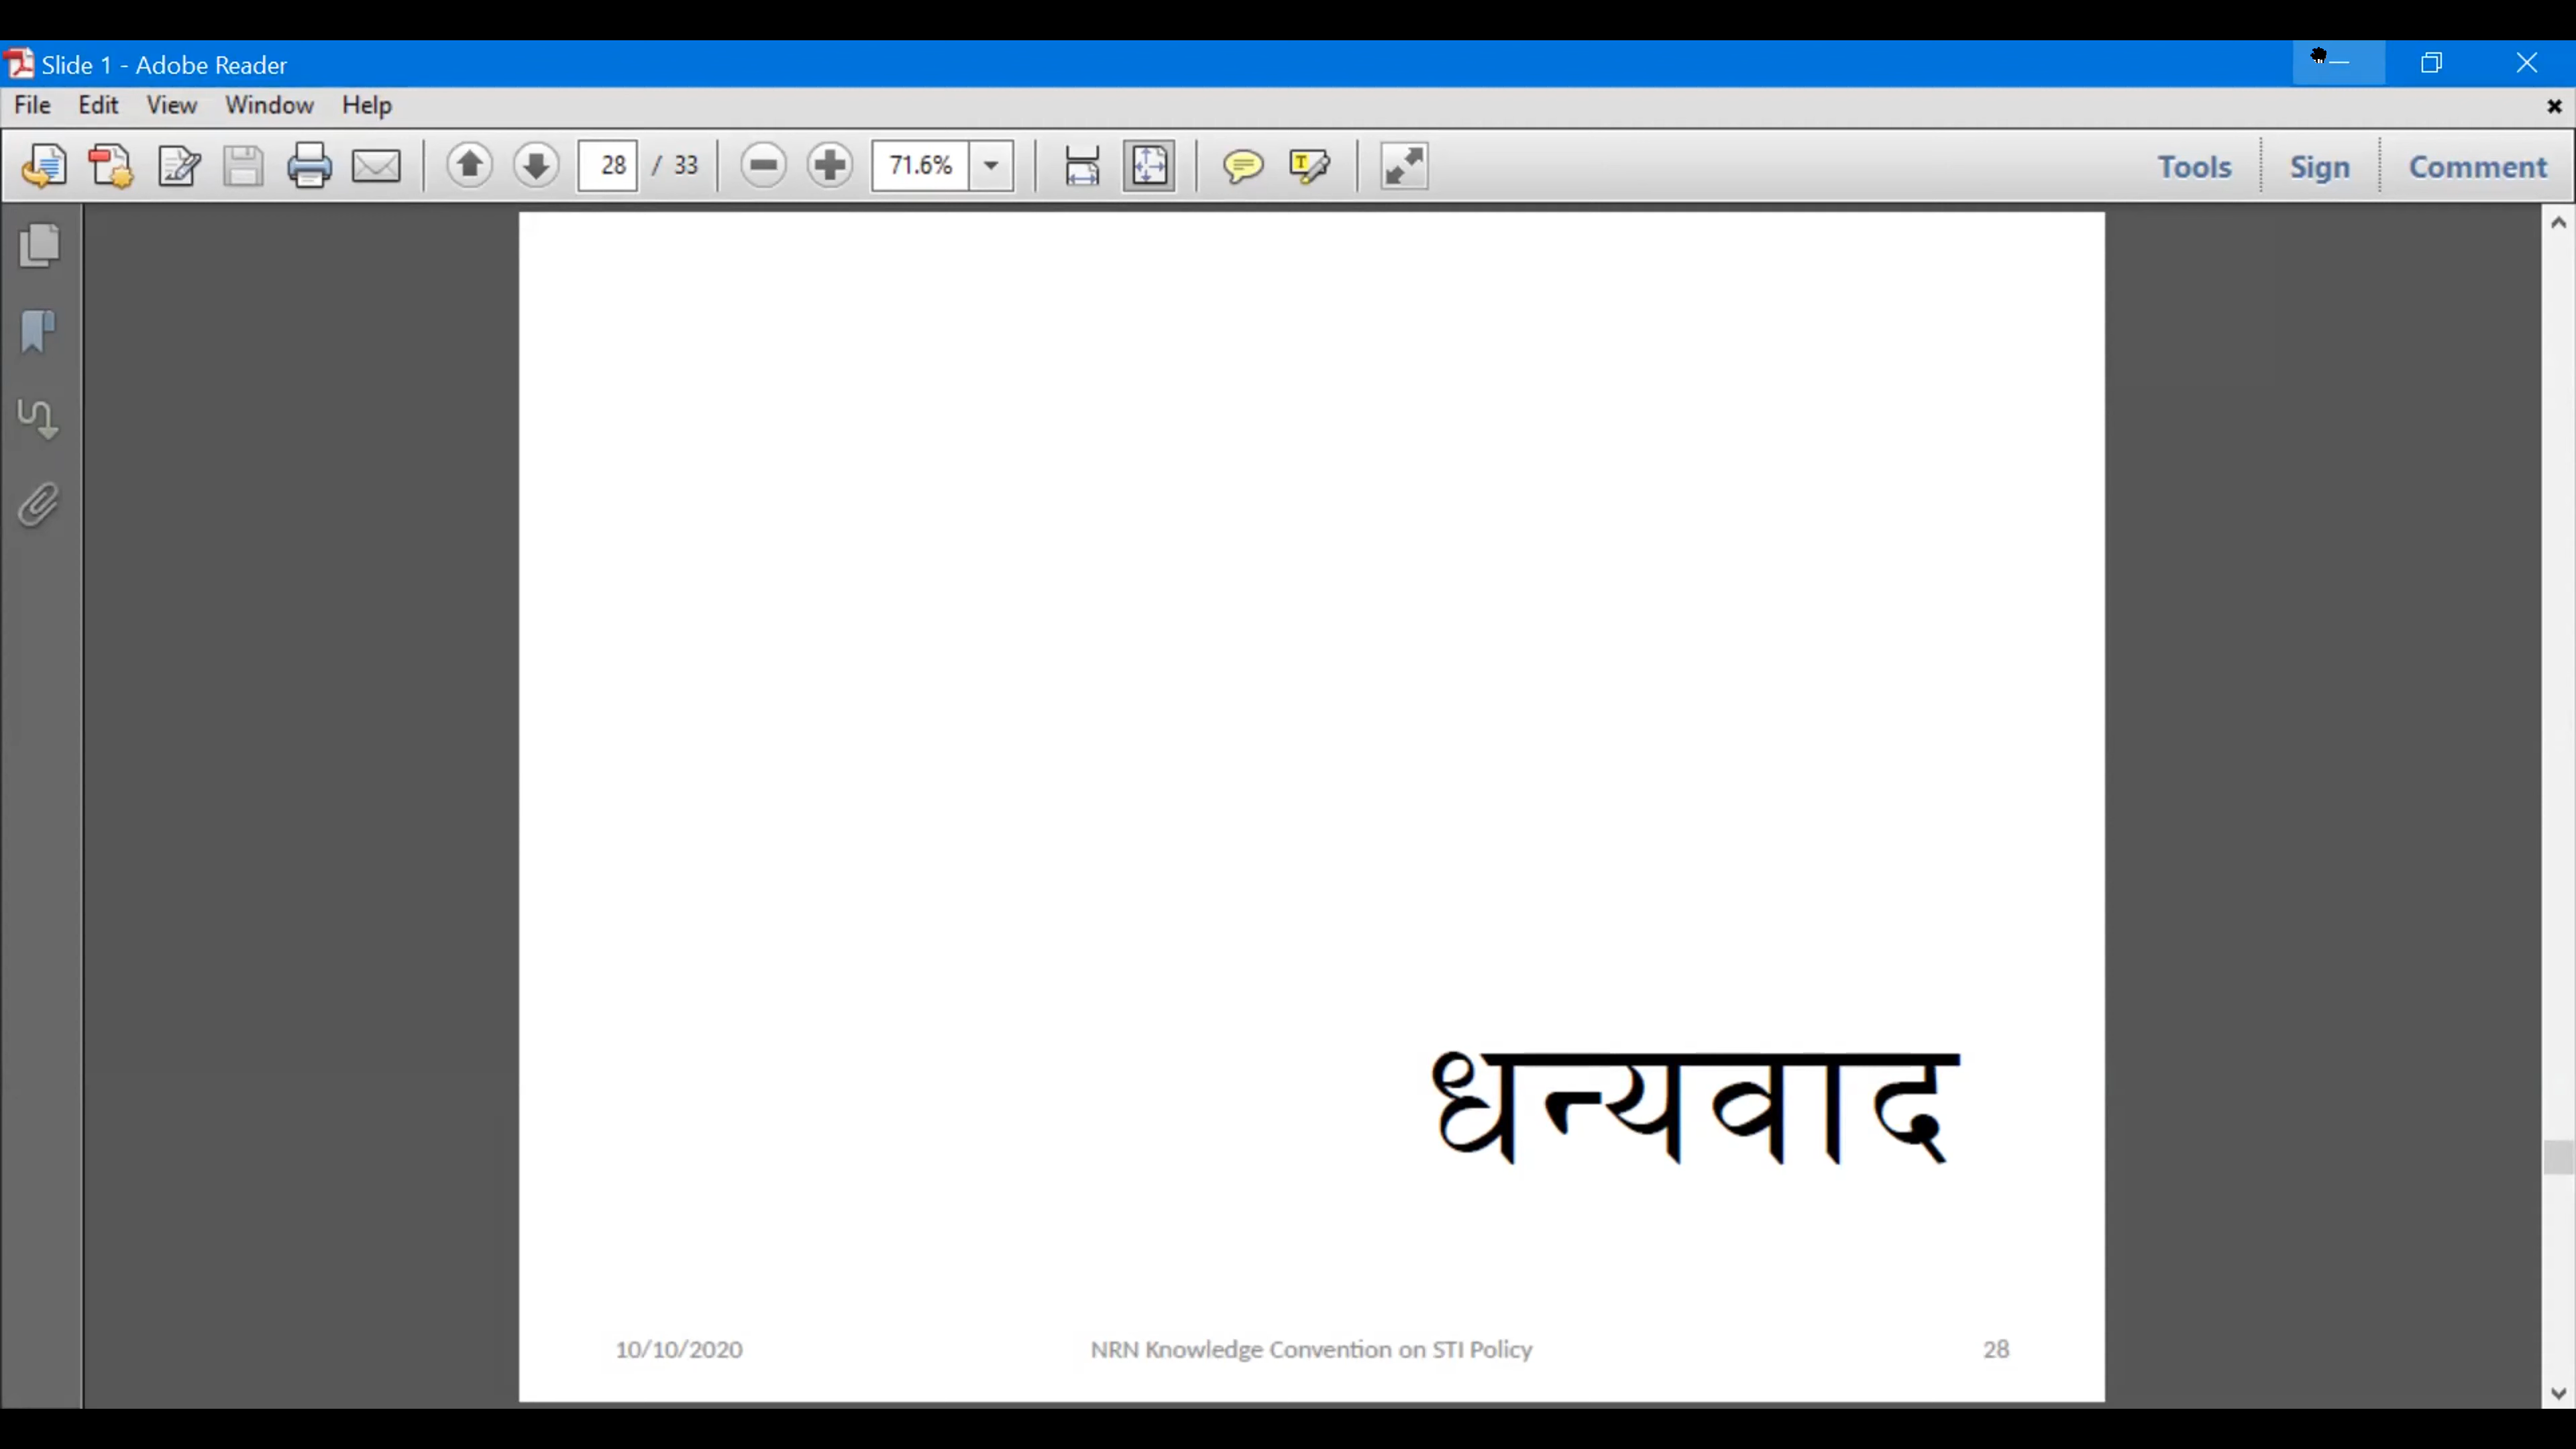 Slide 1 - Adobe Reader
File Edit View Window Help
28 / 33 71.6% Tools Sign Comment
धन्यवाद
10/10/2020 NRN Knowledge Convention on STI Policy 28